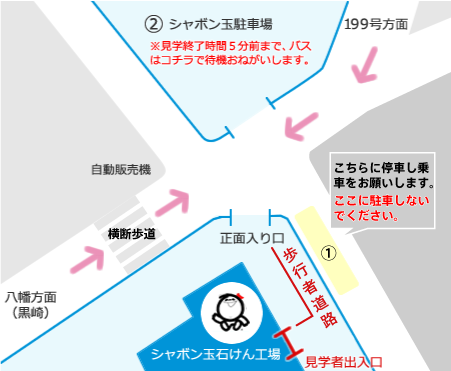 ② シャボン玉駐車場
※見学終了時間５分前まで、バス
はコチラで待機おねがいします。
199号方面
自動販売機
こちらに停車し乗
車をお願いします。
ここに駐車しない
でください。
横断歩道
正面入り口
①
歩行者道路
八幡方面
（黒崎）
シャボン玉石けん工場
見学者出入口